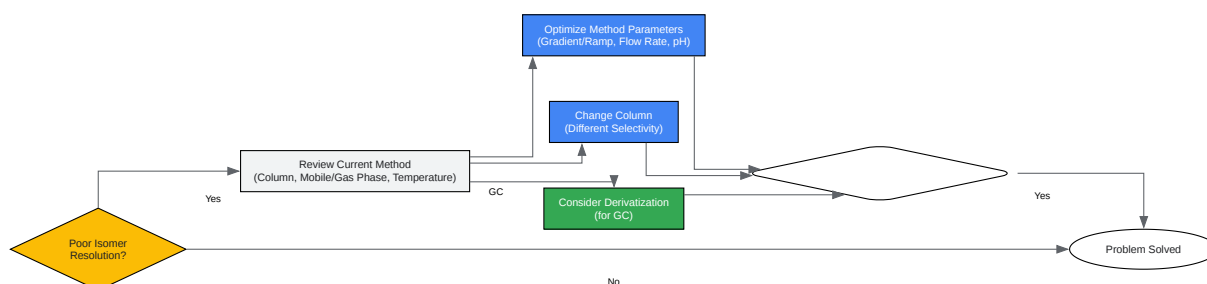 Optimize Method Parameters
(Gradient/Ramp, Flow Rate, pH)
Change Column
(Different Selectivity)
Review Current Method
(Column, Mobile/Gas Phase, Temperature)
Yes
GC
Consider Derivatization
(for GC)
Yes
Poor Isomer
Resolution?
Problem Solved
No